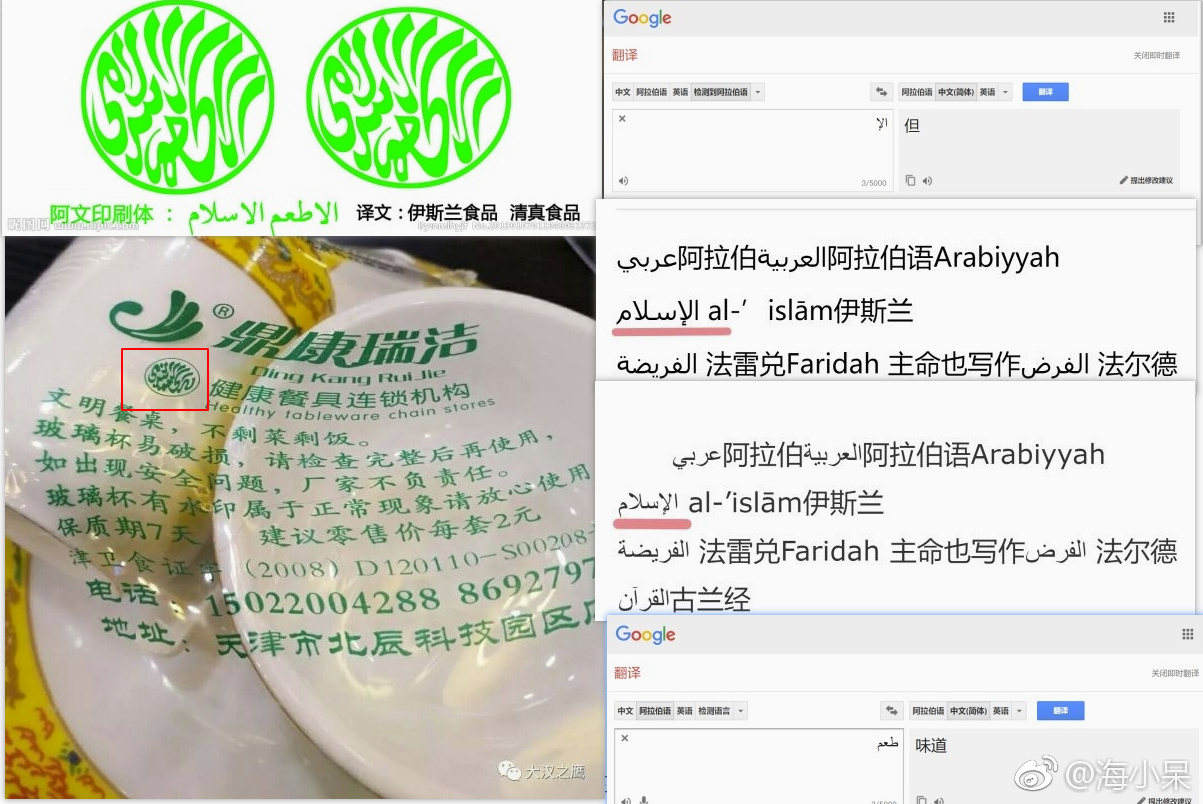 阿文印刷体 : الاطعم الاسلام 译文:伊斯兰食品 清真食品
鼎康瑞洁®
Ding Kang Rui Jie
健康餐具连锁机构
Healthy tableware chain stores
文明餐桌,不剩菜剩饭。
玻璃杯易破损,请检查完整后再使用,
如出现安全问题,厂家不负责任。
玻璃杯有水印属于正常现象请放心使用
保质期7天 建议零售价每套2元
津卫食证字 (2008) D120110-S00208-
电话:15022004288 8692797
地址:天津市北辰科技园区
大汉之鹰
Google
翻译
关闭即时翻译
中文 阿拉伯语 英语 检测到阿拉伯语
阿拉伯语 中文(简体) 英语
翻译
الإ
但
3/5000
提出修改建议
عربي阿拉伯العربية阿拉伯语Arabiyyah
الإسلام al-′islām伊斯兰
الفريضة 法雷兑Faridah 主命也写作الفرض 法尔德
عربي阿拉伯العربية阿拉伯语Arabiyyah
الإسلام al-’islām伊斯兰
الفريضة 法雷兑Faridah 主命也写作الفرض 法尔德
القرآن古兰经
Google
翻译
关闭即时翻译
中文 阿拉伯语 英语 检测语言
阿拉伯语 中文(简体) 英语
翻译
طعم
味道
3/5000
提出修改建议
@海小呆